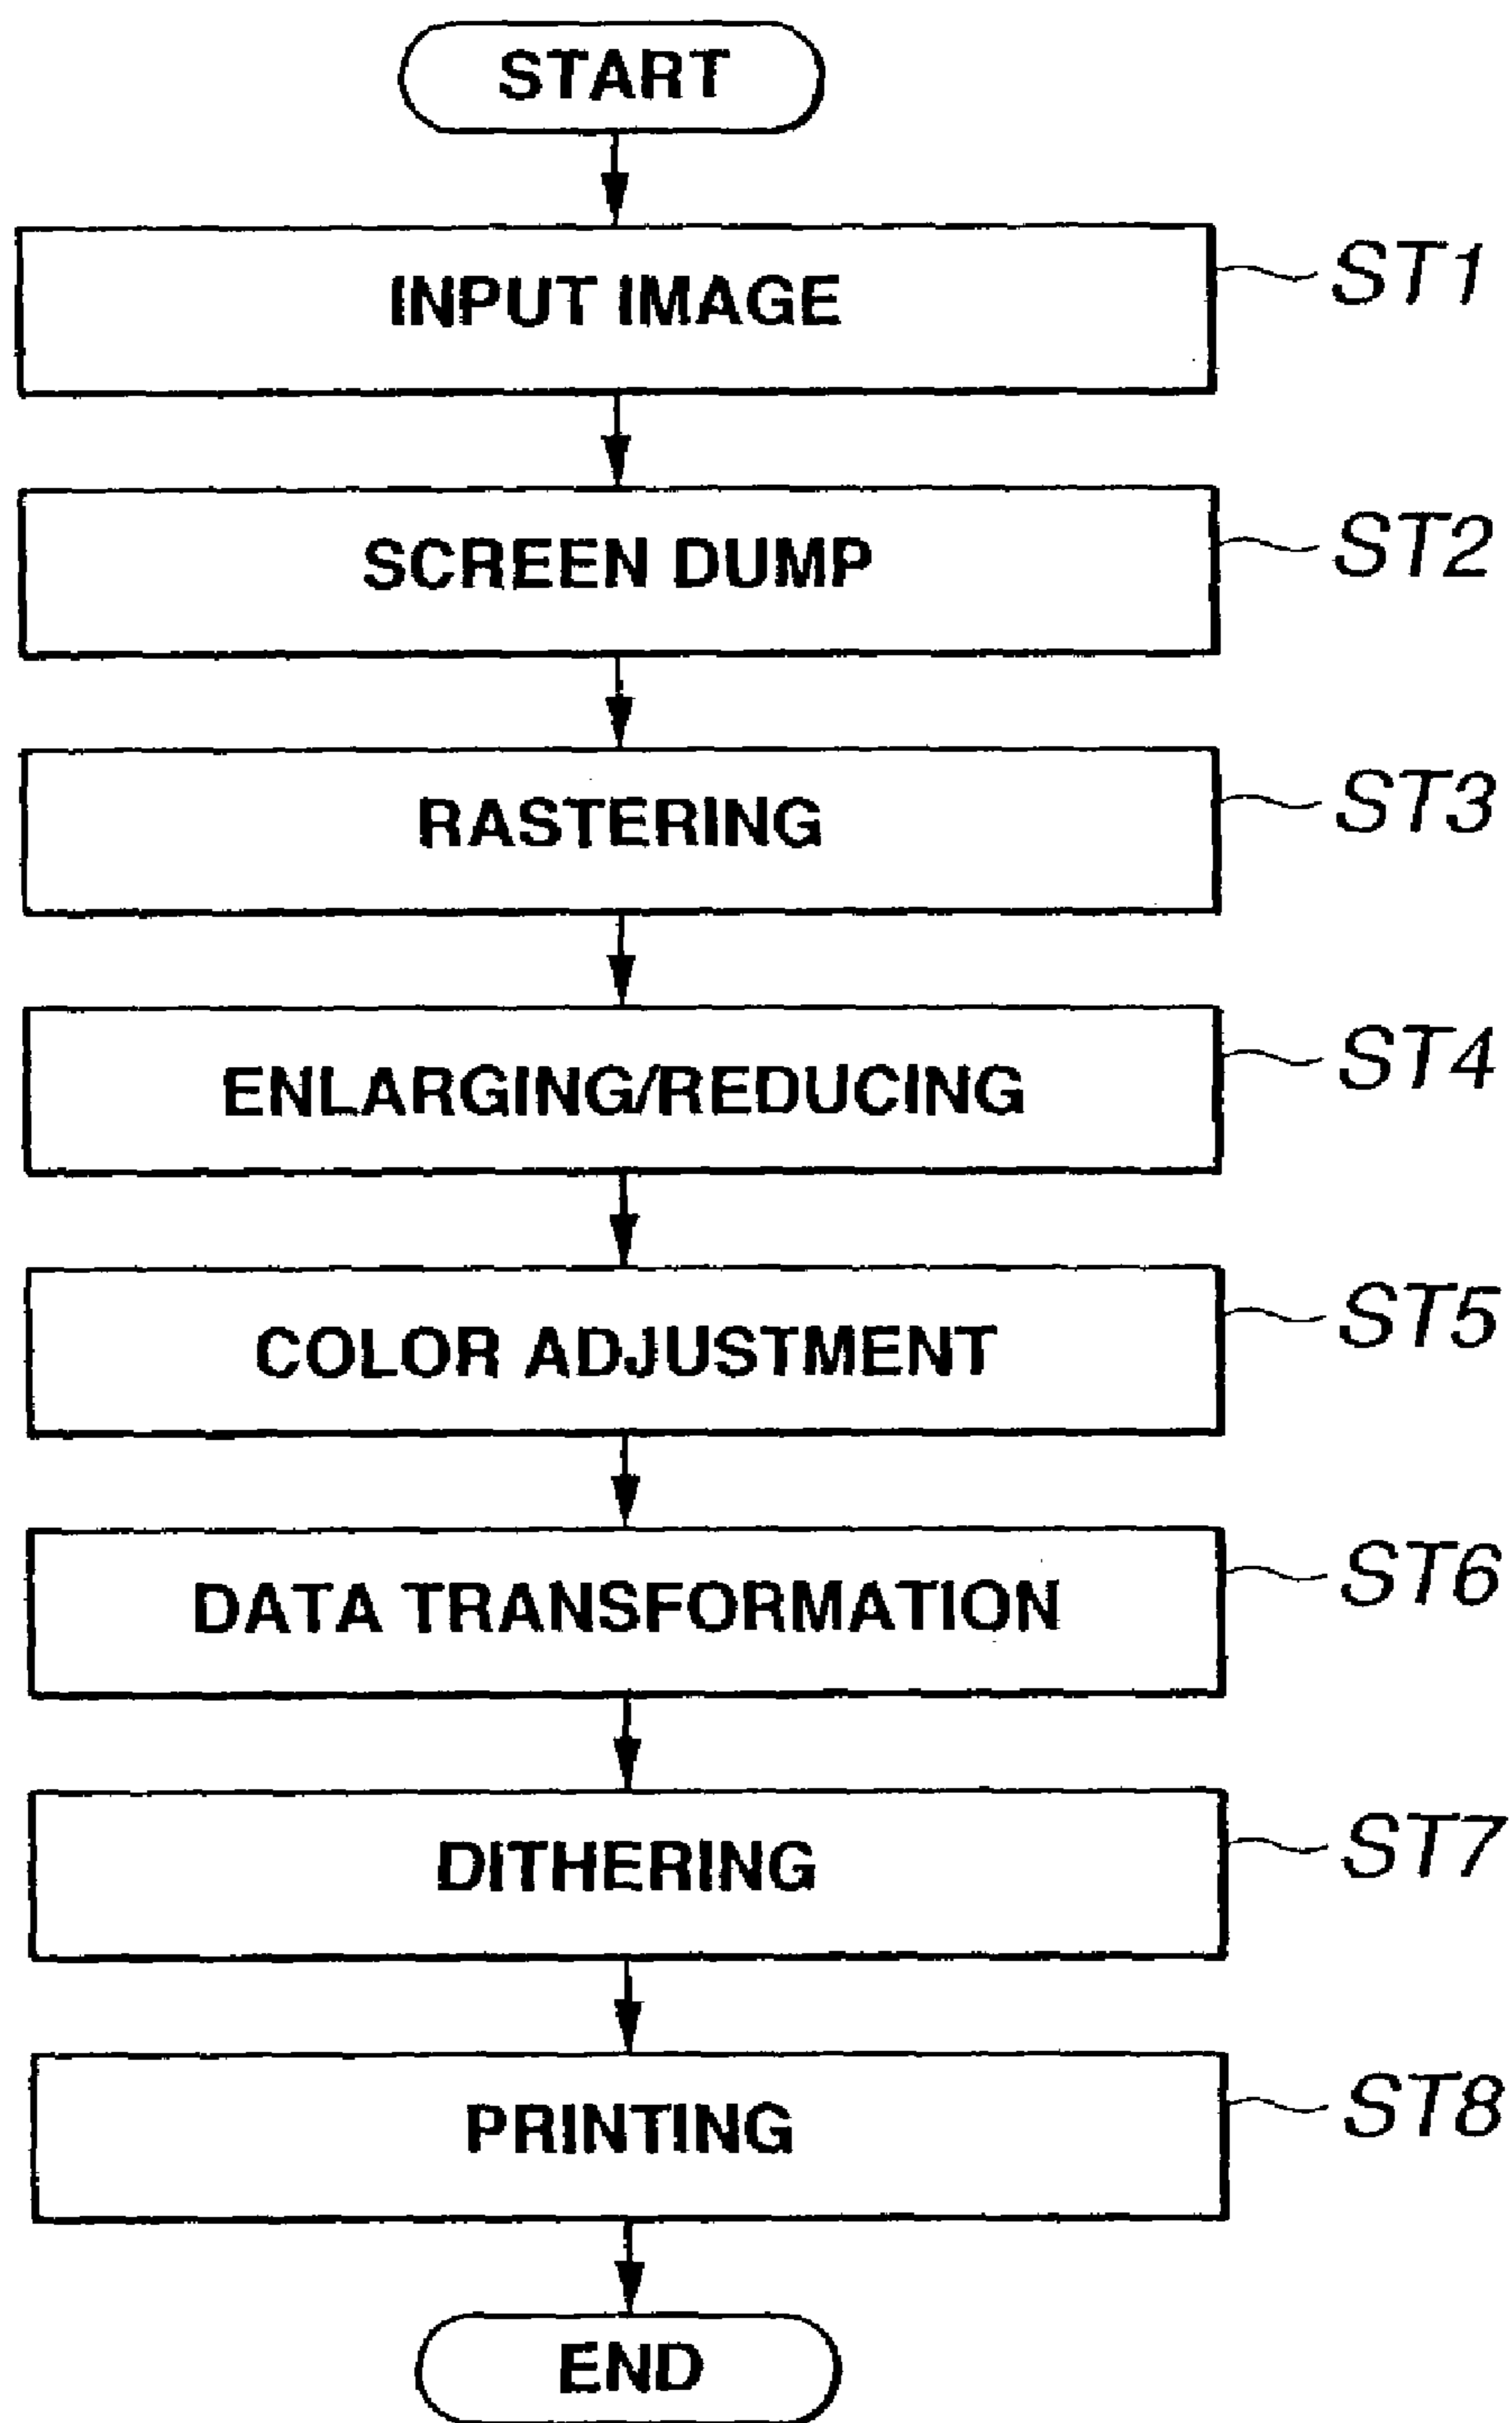 START
INPUT IMAGE ST1
SCREEN DUMP ST2
RASTERING ST3
ENLARGING/REDUCING ST4
COLOR ADJUSTMENT ST5
DATA TRANSFORMATION ST6
DITHERING ST7
PRINTING ST8
END